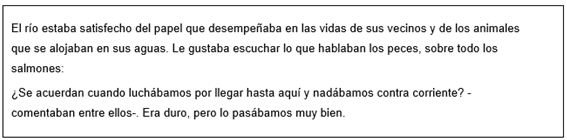 El río estaba satisfecho del papel que desempeñaba en las vidas de sus vecinos y de los animales
que se alojaban en sus aguas. Le gustaba escuchar lo que hablaban los peces, sobre todo los
salmones:
¿Se acuerdan cuando luchábamos por llegar hasta aquí y nadábamos contra corriente? -
comentaban entre ellos-. Era duro, pero lo pasábamos muy bien.